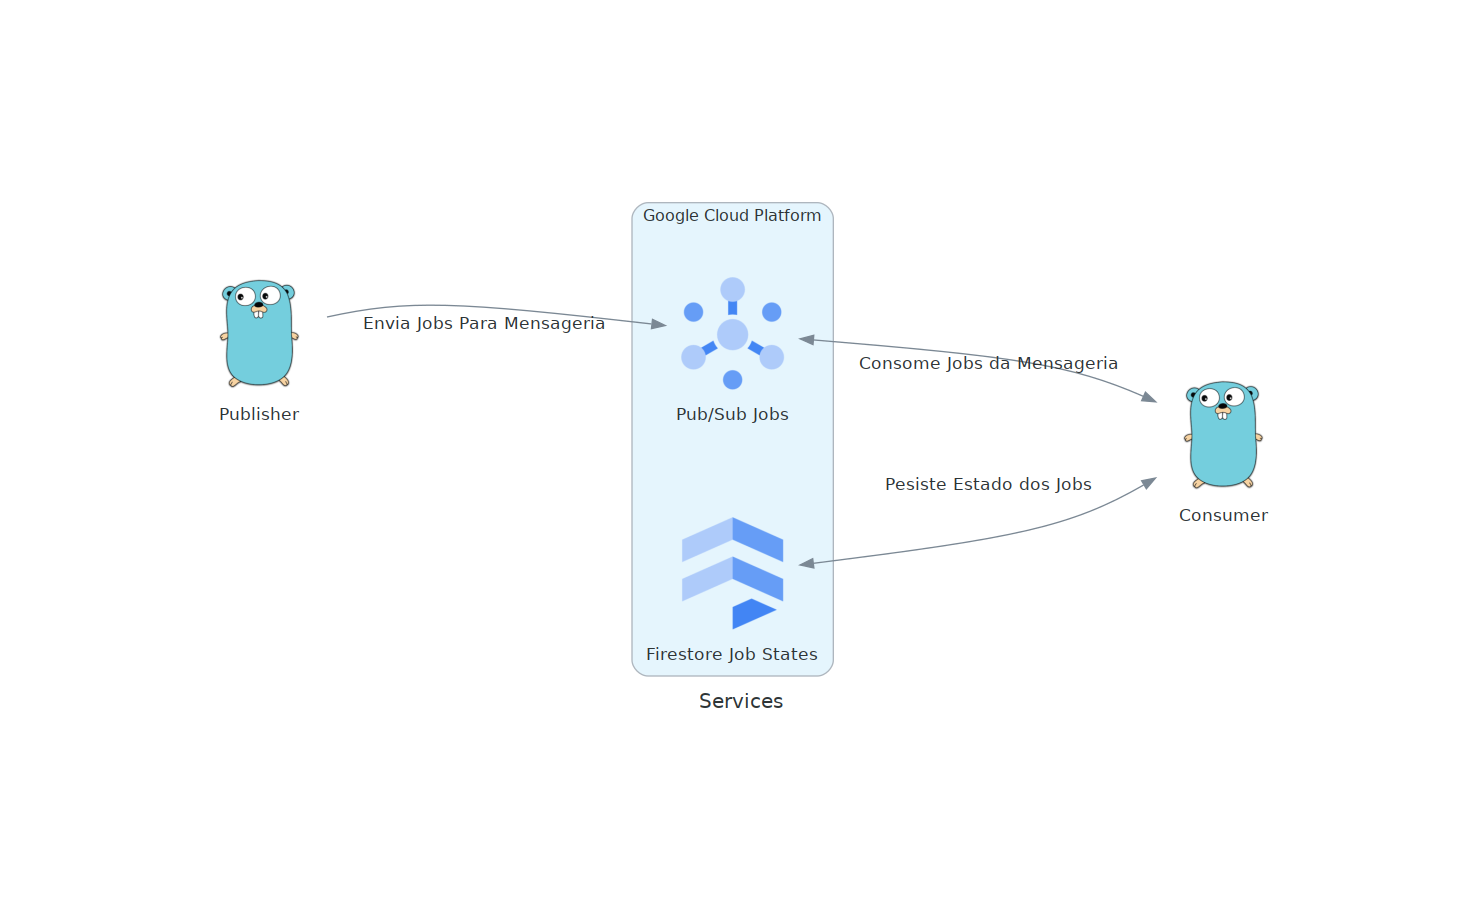 Google Cloud Platform
Envia Jobs Para Mensageria
Consome Jobs da Mensageria
Publisher
Pub/Sub Jobs
Pesiste Estado dos Jobs
Consumer
Firestore Job States
Services